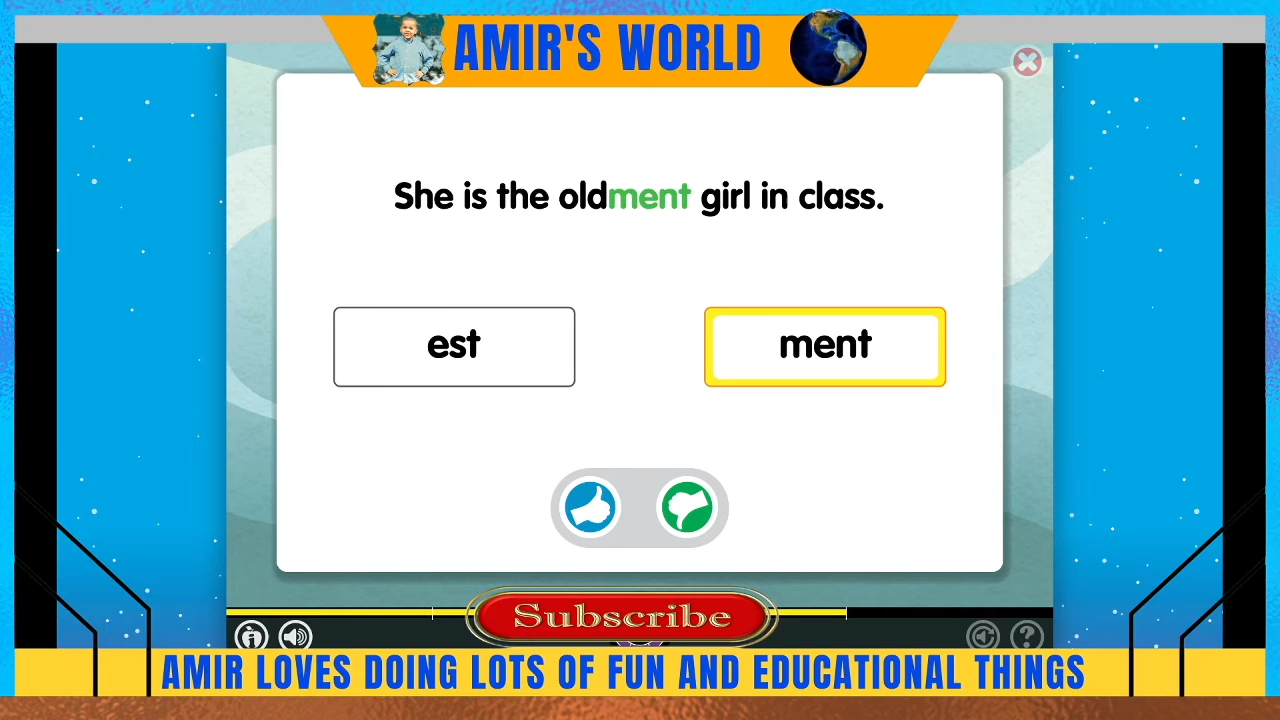 AMIR'S WORLD
She is the oldment girl in class.
est
ment
Subscribe
AMIR LOVES DOING LOTS OF FUN AND EDUCATIONAL THINGS